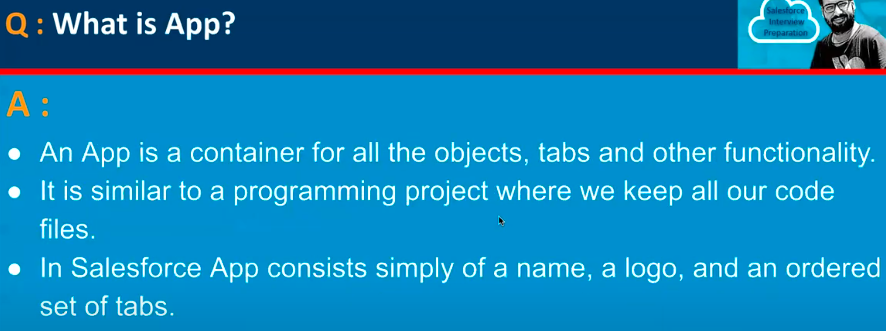 Q : What is App?
Salesforce
Interview
Preparation
A :
● An App is a container for all the objects, tabs and other functionality.
● It is similar to a programming project where we keep all our code
files.
● In Salesforce App consists simply of a name, a logo, and an ordered
set of tabs.